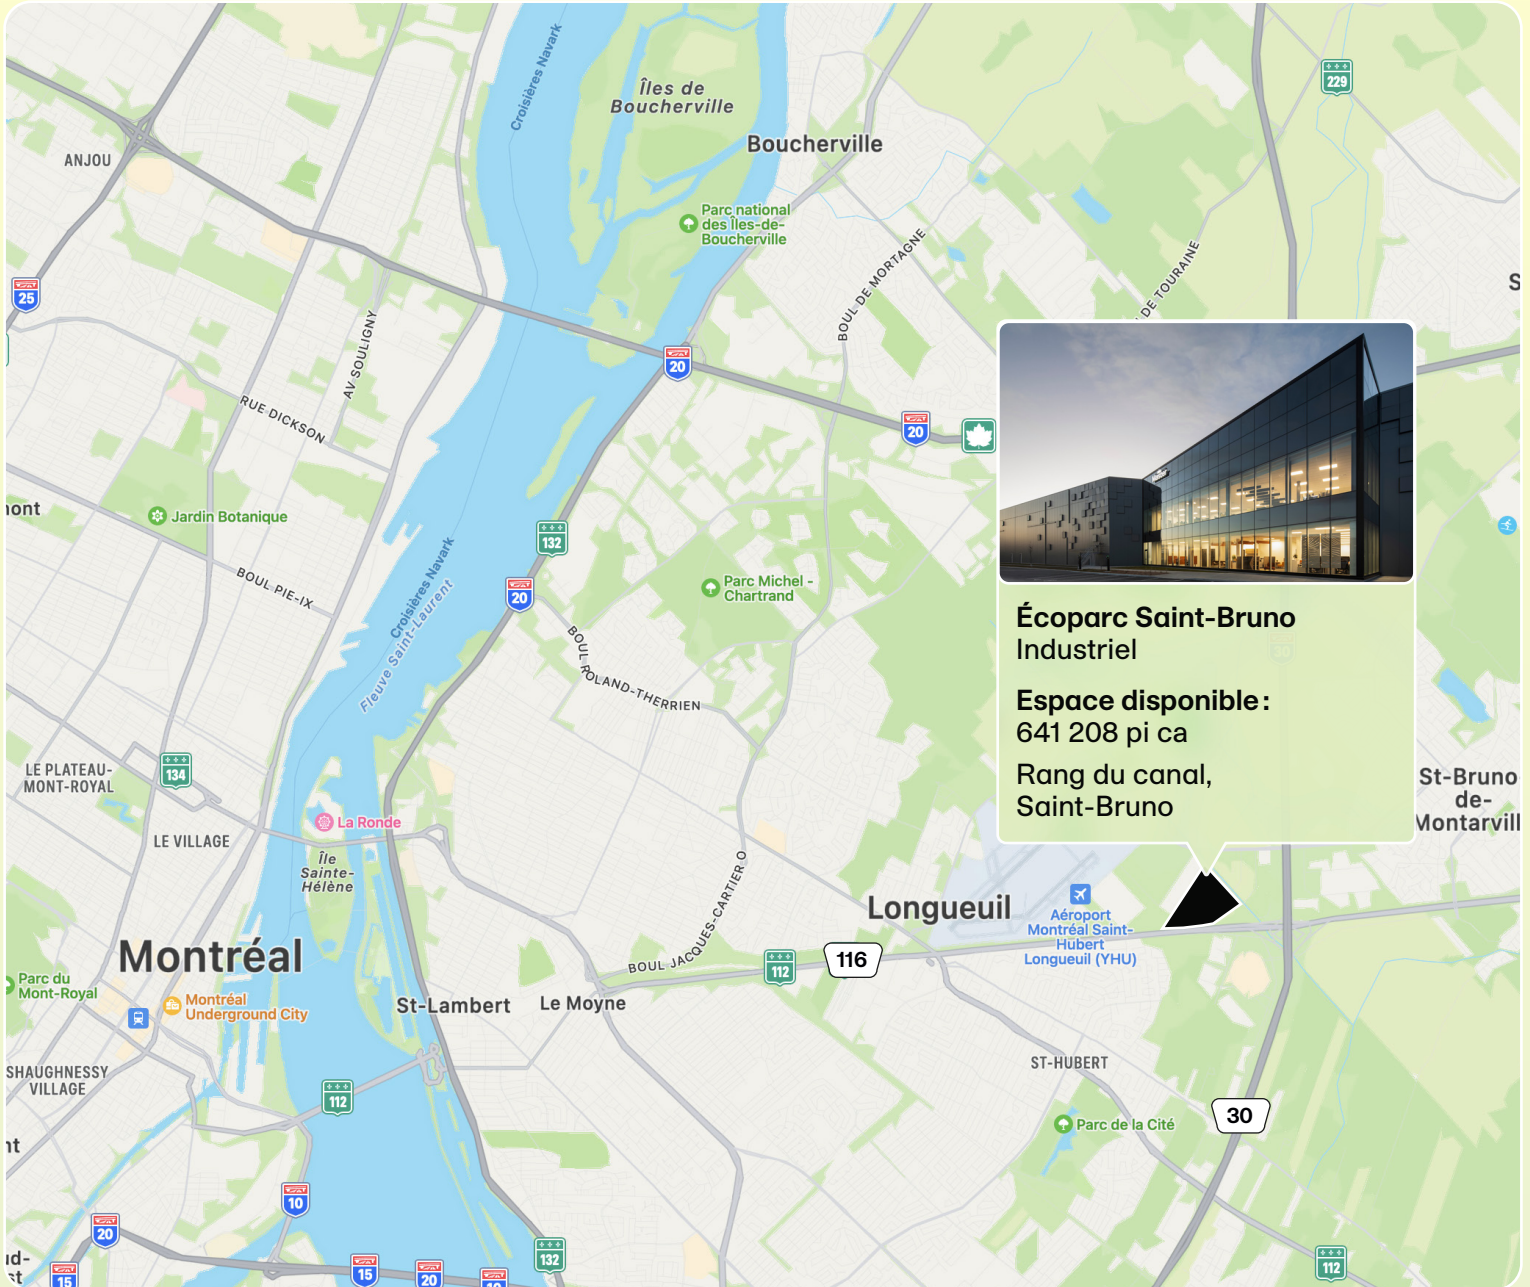 Croisières Navark
Îles de
Boucherville
229
Boucherville
ANJOU
Parc national
des Îles-de-
Boucherville
BOUL DE MORTAGNE
DE TOURAINE
25
AV SOULIGNY
20
RUE DICKSON
20
Jardin Botanique
132
BOUL PIE-IX
Croisières Navark
Fleuve Saint-Laurent
20
Parc Michel -
Chartrand
BOUL ROLAND-THERRIEN
Écoparc Saint-Bruno
Industriel
Espace disponible :
641 208 pi ca
Rang du canal,
Saint-Bruno
30
St-Bruno
de-
Montarvill
LE PLATEAU-
MONT-ROYAL
134
LE VILLAGE
La Ronde
Île
Sainte-
Hélène
BOUL JACQUES-CARTIER O
Longueuil
Aéroport
Montréal Saint-
Hubert
Longueuil (YHU)
Montréal
112
116
Parc du
Mont-Royal
Montréal
Underground City
St-Lambert
Le Moyne
SHAUGHNESSY
VILLAGE
ST-HUBERT
112
30
Parc de la Cité
10
20
15
15
20
132
112